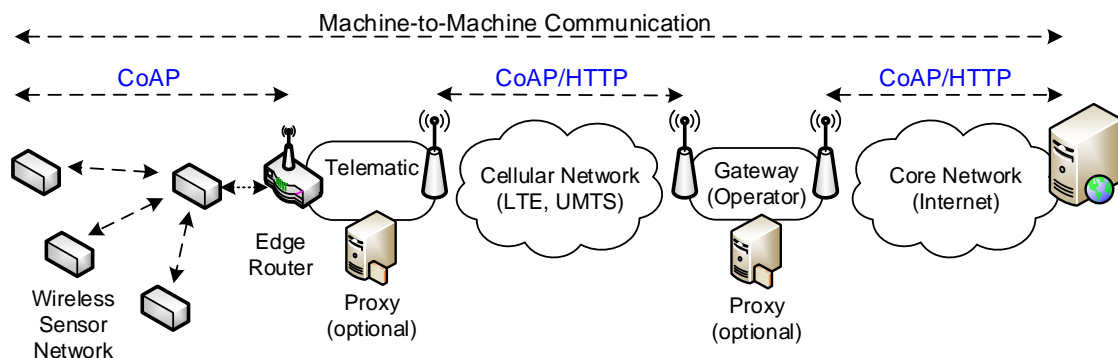 Machine-to-Machine Communication
CoAP
CoAP/HTTP
CoAP/HTTP
Telematic
Cellular Network
(LTE, UMTS)
Gateway
(Operator)
Core Network
(Internet)
Edge
Router
Proxy
(optional)
Proxy
(optional)
Wireless
Sensor
Network